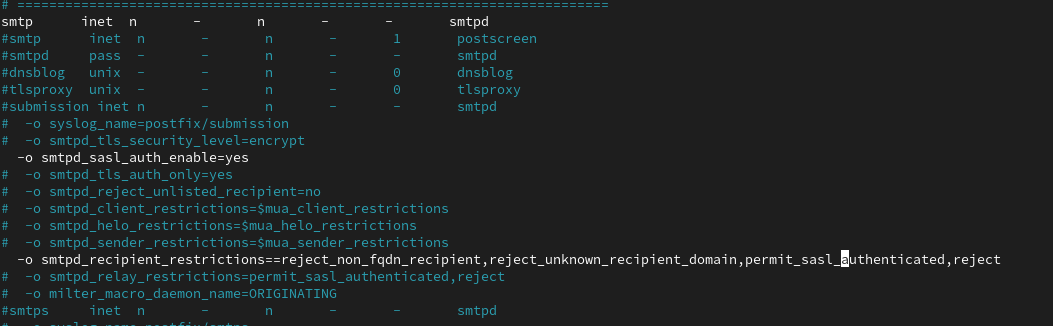 # ==========================================================================
smtp      inet  n       -       n       -       -       smtpd
#smtp      inet  n       -       n       -       1       postscreen
#smtpd     pass  -       -       n       -       -       smtpd
#dnsblog   unix  -       -       n       -       0       dnsblog
#tlsproxy  unix  -       -       n       -       0       tlsproxy
#submission inet n       -       n       -       -       smtpd
#  -o syslog_name=postfix/submission
#  -o smtpd_tls_security_level=encrypt
  -o smtpd_sasl_auth_enable=yes
#  -o smtpd_tls_auth_only=yes
#  -o smtpd_reject_unlisted_recipient=no
#  -o smtpd_client_restrictions=$mua_client_restrictions
#  -o smtpd_helo_restrictions=$mua_helo_restrictions
#  -o smtpd_sender_restrictions=$mua_sender_restrictions
  -o smtpd_recipient_restrictions==reject_non_fqdn_recipient,reject_unknown_recipient_domain,permit_sasl_authenticated,reject
#  -o smtpd_relay_restrictions=permit_sasl_authenticated,reject
#  -o milter_macro_daemon_name=ORIGINATING
#smtps     inet  n       -       n       -       -       smtpd